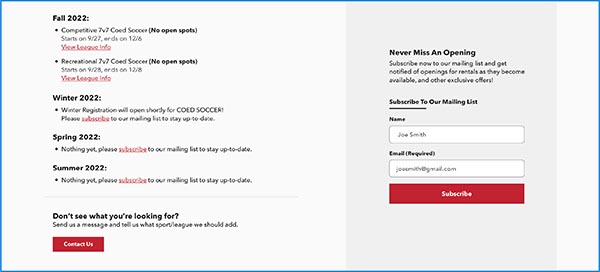 Fall 2022:
• Competitive 7v7 Coed Soccer (No open spots)
Starts on 9/27, ends on 12/6
View League Info
• Recreational 7v7 Coed Soccer (No open spots)
Starts on 9/28, ends on 12/8
View League Info
Winter 2022:
• Winter Registration will open shortly for COED SOCCER!
Please subscribe to our mailing list to stay up-to-date.
Spring 2022:
• Nothing yet, please subscribe to our mailing list to stay up-to-date.
Summer 2022:
• Nothing yet, please subscribe to our mailing list to stay up-to-date.
Don't see what you're looking for?
Send us a message and tell us what sport/league we should add.
Contact Us
Never Miss An Opening
Subscribe now to our mailing list and get
notified of openings for rentals as they become
available, and other exclusive offers!
Subscribe To Our Mailing List
Name
Joe Smith
Email (Required)
joesmith@gmail.com
Subscribe